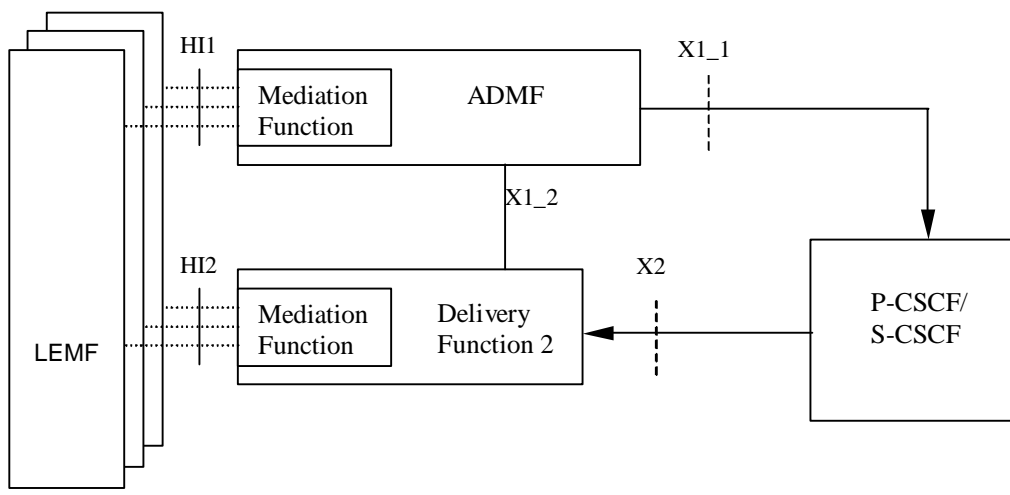 HI1
X1_1
Mediation
Function
ADMF
X1_2
HI2
X2
Mediation
Function
Delivery
Function 2
P-CSCF/
S-CSCF
LEMF